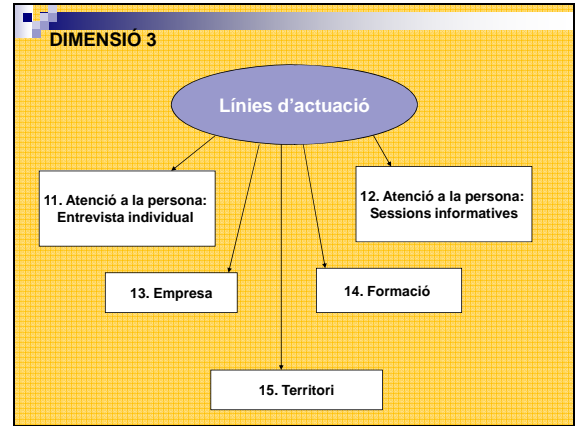 DIMENSIÓ 3
Línies d'actuació
11. Atenció a la persona:
Entrevista individual
12. Atenció a la persona:
Sessions informatives
13. Empresa
14. Formació
15. Territori